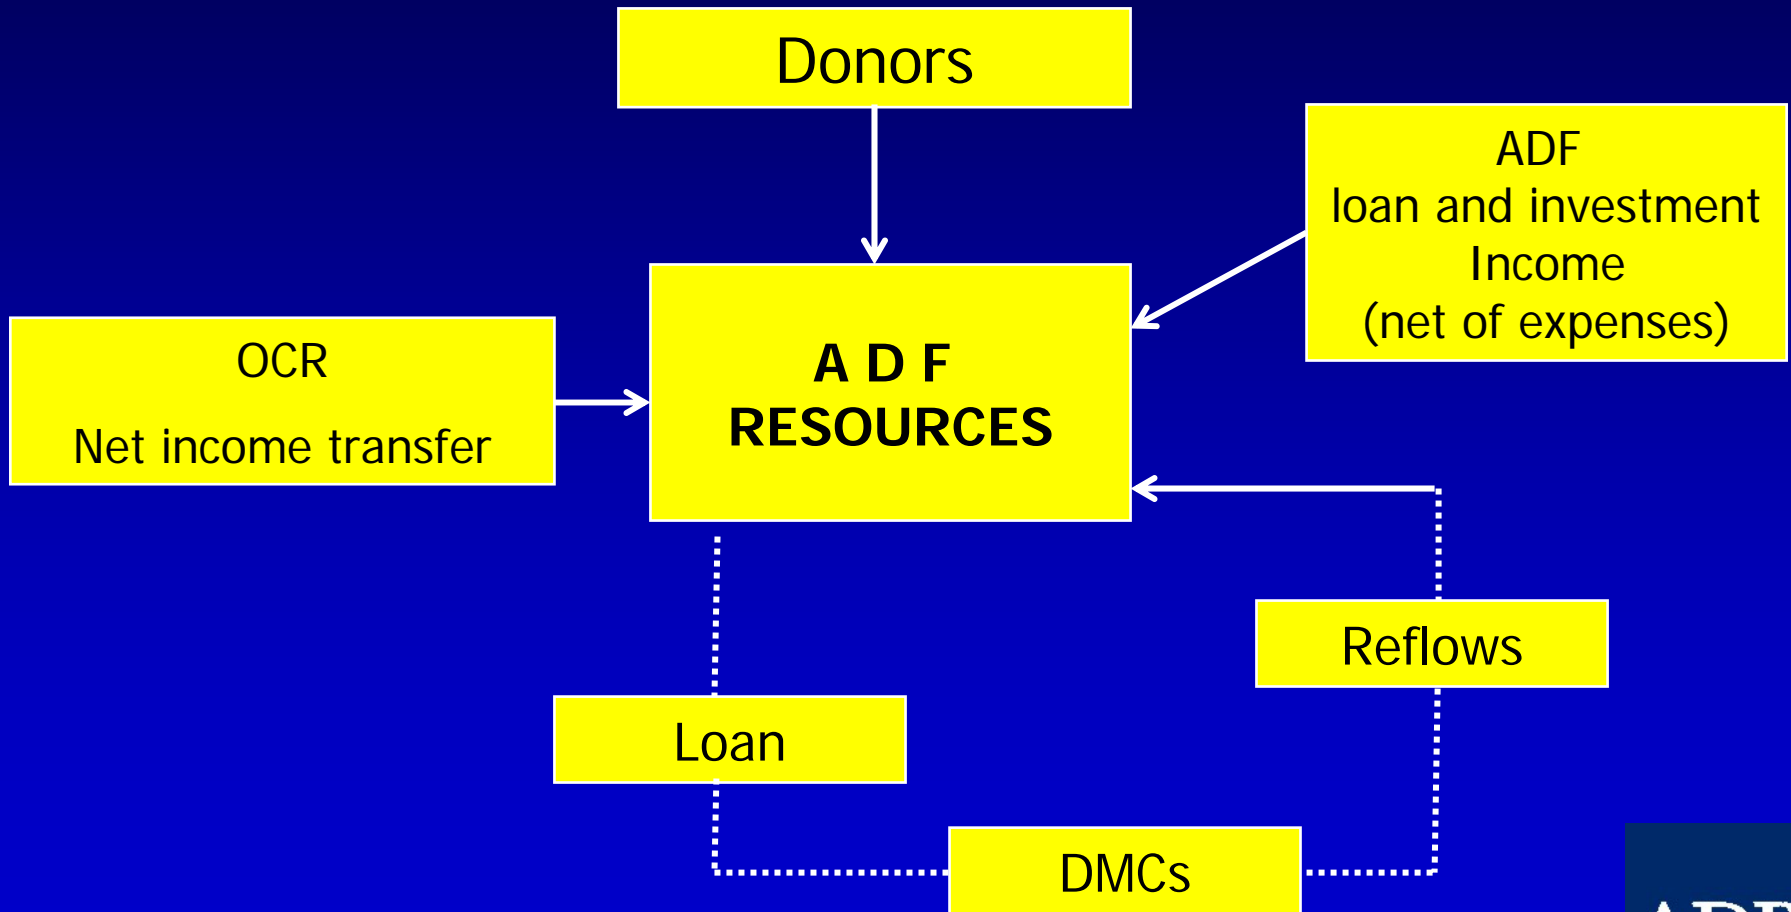 Donors
ADF
loan and investment
Income
(net of expenses)
OCR
Net income transfer
A D F
RESOURCES
Reflows
Loan
DMCs